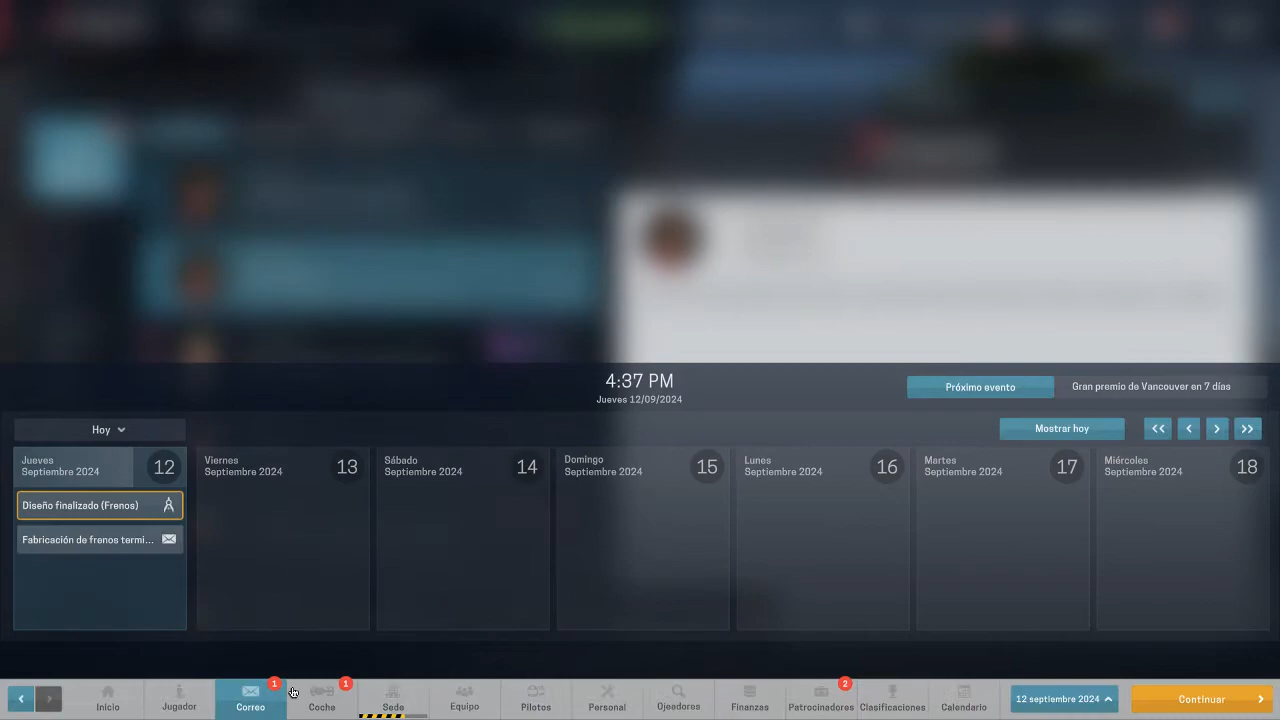 4:37 PM
Jueves 12/09/2024
Próximo evento
Gran premio de Vancouver en 7 días
Hoy
Mostrar hoy
Jueves
Septiembre 2024
12
Viernes
Septiembre 2024
13
Sábado
Septiembre 2024
14
Domingo
Septiembre 2024
15
Lunes
Septiembre 2024
16
Martes
Septiembre 2024
17
Miércoles
Septiembre 2024
18
Diseño finalizado (Frenos)
Fabricación de frenos termi...
Inicio
Jugador
1
Correo
1
Coche
Sede
Equipo
Pilotos
Personal
Ojeadores
Finanzas
2
Patrocinadores
Clasificaciones
Calendario
12 septiembre 2024
Continuar